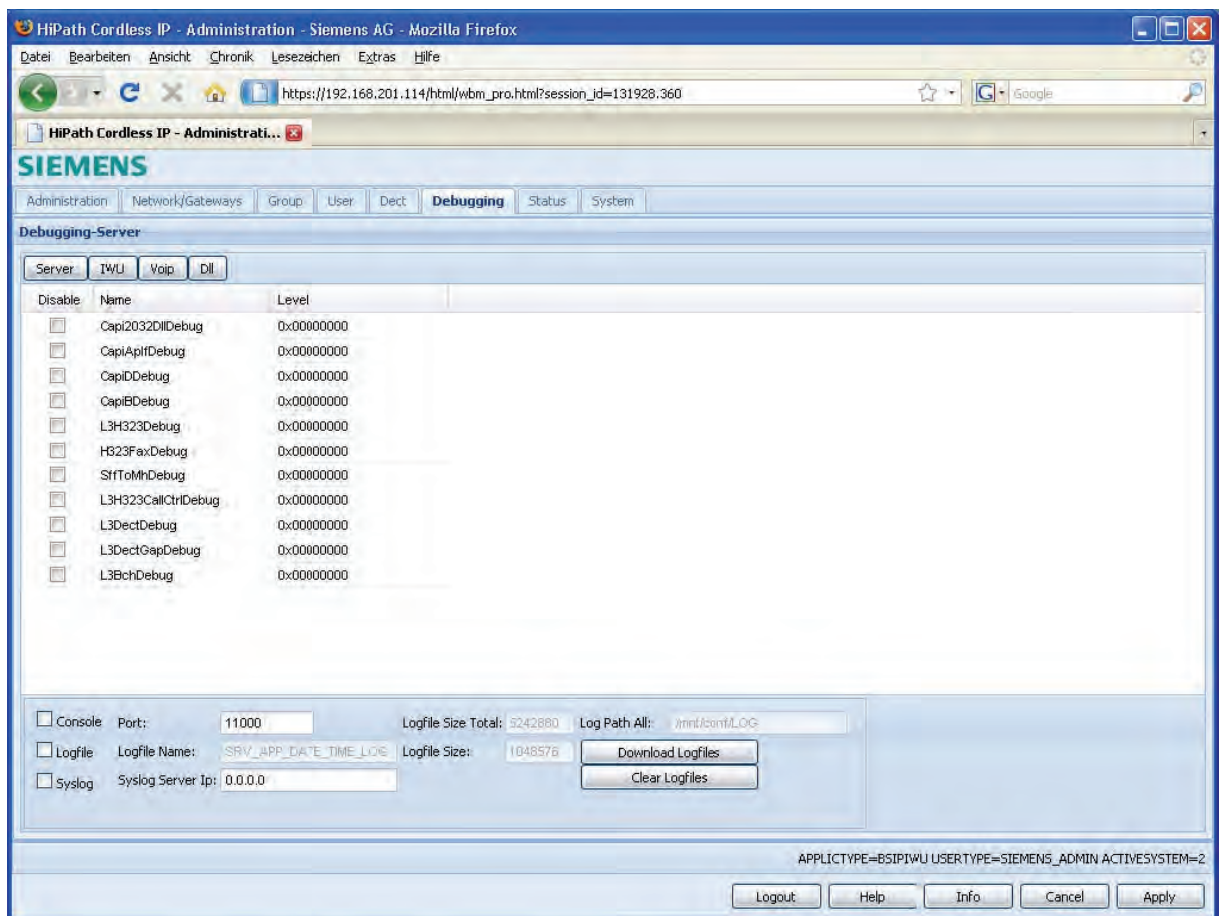 HiPath Cordless IP - Administration - Siemens AG - Mozilla Firefox
Datei Bearbeiten Ansicht Chronik Lesezeichen Extras Hilfe
https://192.168.201.114/html/wbm_pro.html?session_id=131928.360 G Google
HiPath Cordless IP - Administrati...
SIEMENS
Administration Network/Gateways Group User Dect Debugging Status System
Debugging-Server
Server IWU Voip Dll
Disable Name Level
Capi2032DllDebug 0x00000000
CapiApIfDebug 0x00000000
CapiDDebug 0x00000000
CapiBDebug 0x00000000
L3H323Debug 0x00000000
H323FaxDebug 0x00000000
SffToMhDebug 0x00000000
L3H323CallCtrlDebug 0x00000000
L3DectDebug 0x00000000
L3DectGapDebug 0x00000000
L3BchDebug 0x00000000
Console Port: 11000 Logfile Size Total: 5242880 Log Path All: /mnt/conf/LOG
Logfile Logfile Name: SRV_APP_DATE_TIME_LOG Logfile Size: 1048576 Download Logfiles
Syslog Syslog Server Ip: 0.0.0.0 Clear Logfiles
APPLICTYPE=BSIPIWU USERTYPE=SIEMENS_ADMIN ACTIVESYSTEM=2
Logout Help Info Cancel Apply